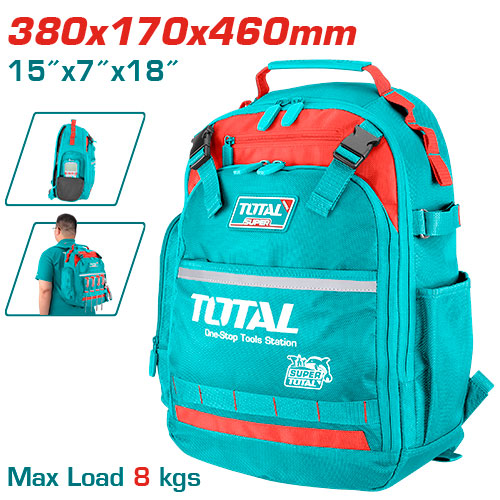 380x170x460mm
15″x7″x18″
TOTAL
SUPER
TOTAL
One-Stop Tools Station
SUPER
TOTAL
Max Load 8 kgs